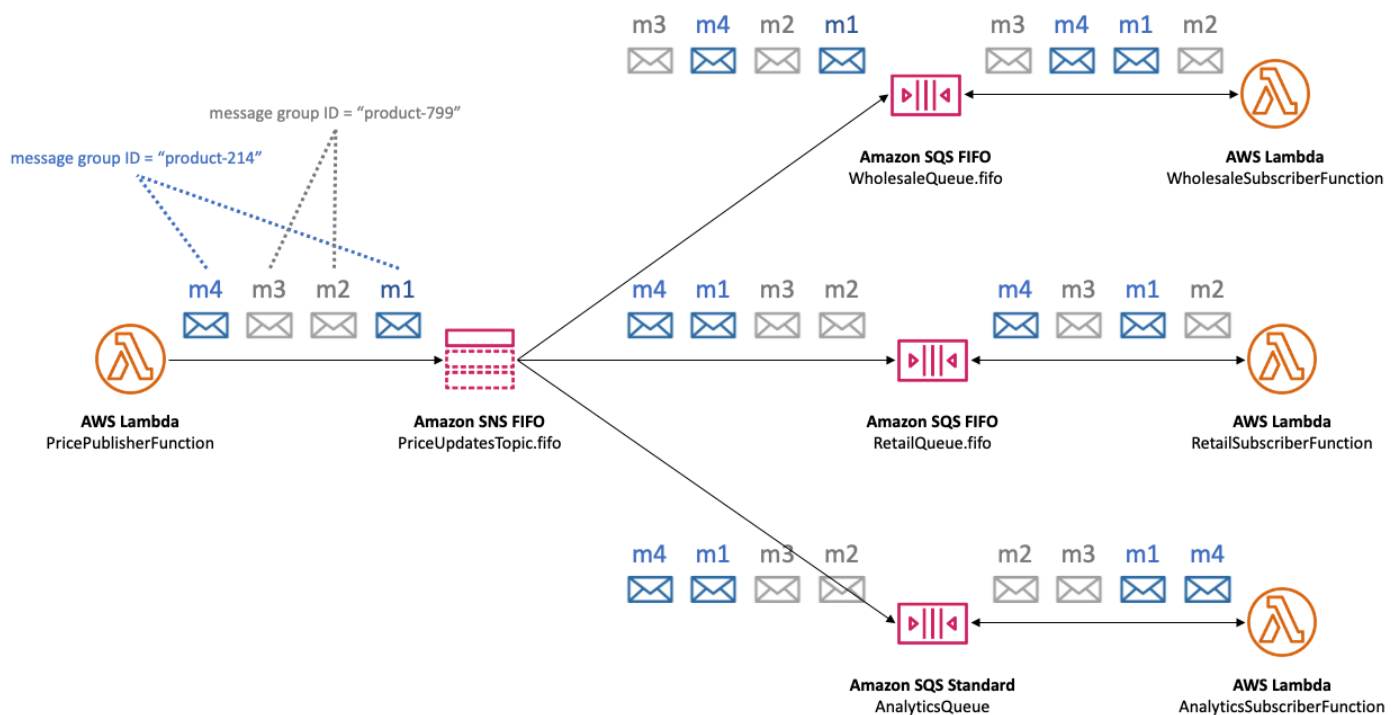 m3 m4 m2 m1
m3 m4 m1 m2
message group ID = “product-799”
message group ID = “product-214”
Amazon SQS FIFO
WholesaleQueue.fifo
AWS Lambda
WholesaleSubscriberFunction
m4 m3 m2 m1
m4 m1 m3 m2
m4 m3 m1 m2
AWS Lambda
PricePublisherFunction
Amazon SNS FIFO
PriceUpdatesTopic.fifo
Amazon SQS FIFO
RetailQueue.fifo
AWS Lambda
RetailSubscriberFunction
m4 m1 m3 m2
m2 m3 m1 m4
Amazon SQS Standard
AnalyticsQueue
AWS Lambda
AnalyticsSubscriberFunction